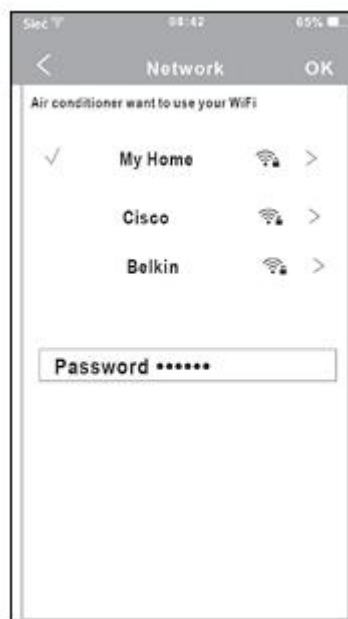 Sieć 08:42 65%
< Network OK
Air conditioner want to use your WiFi
✓ My Home >
Cisco >
Belkin >
Password ••••••